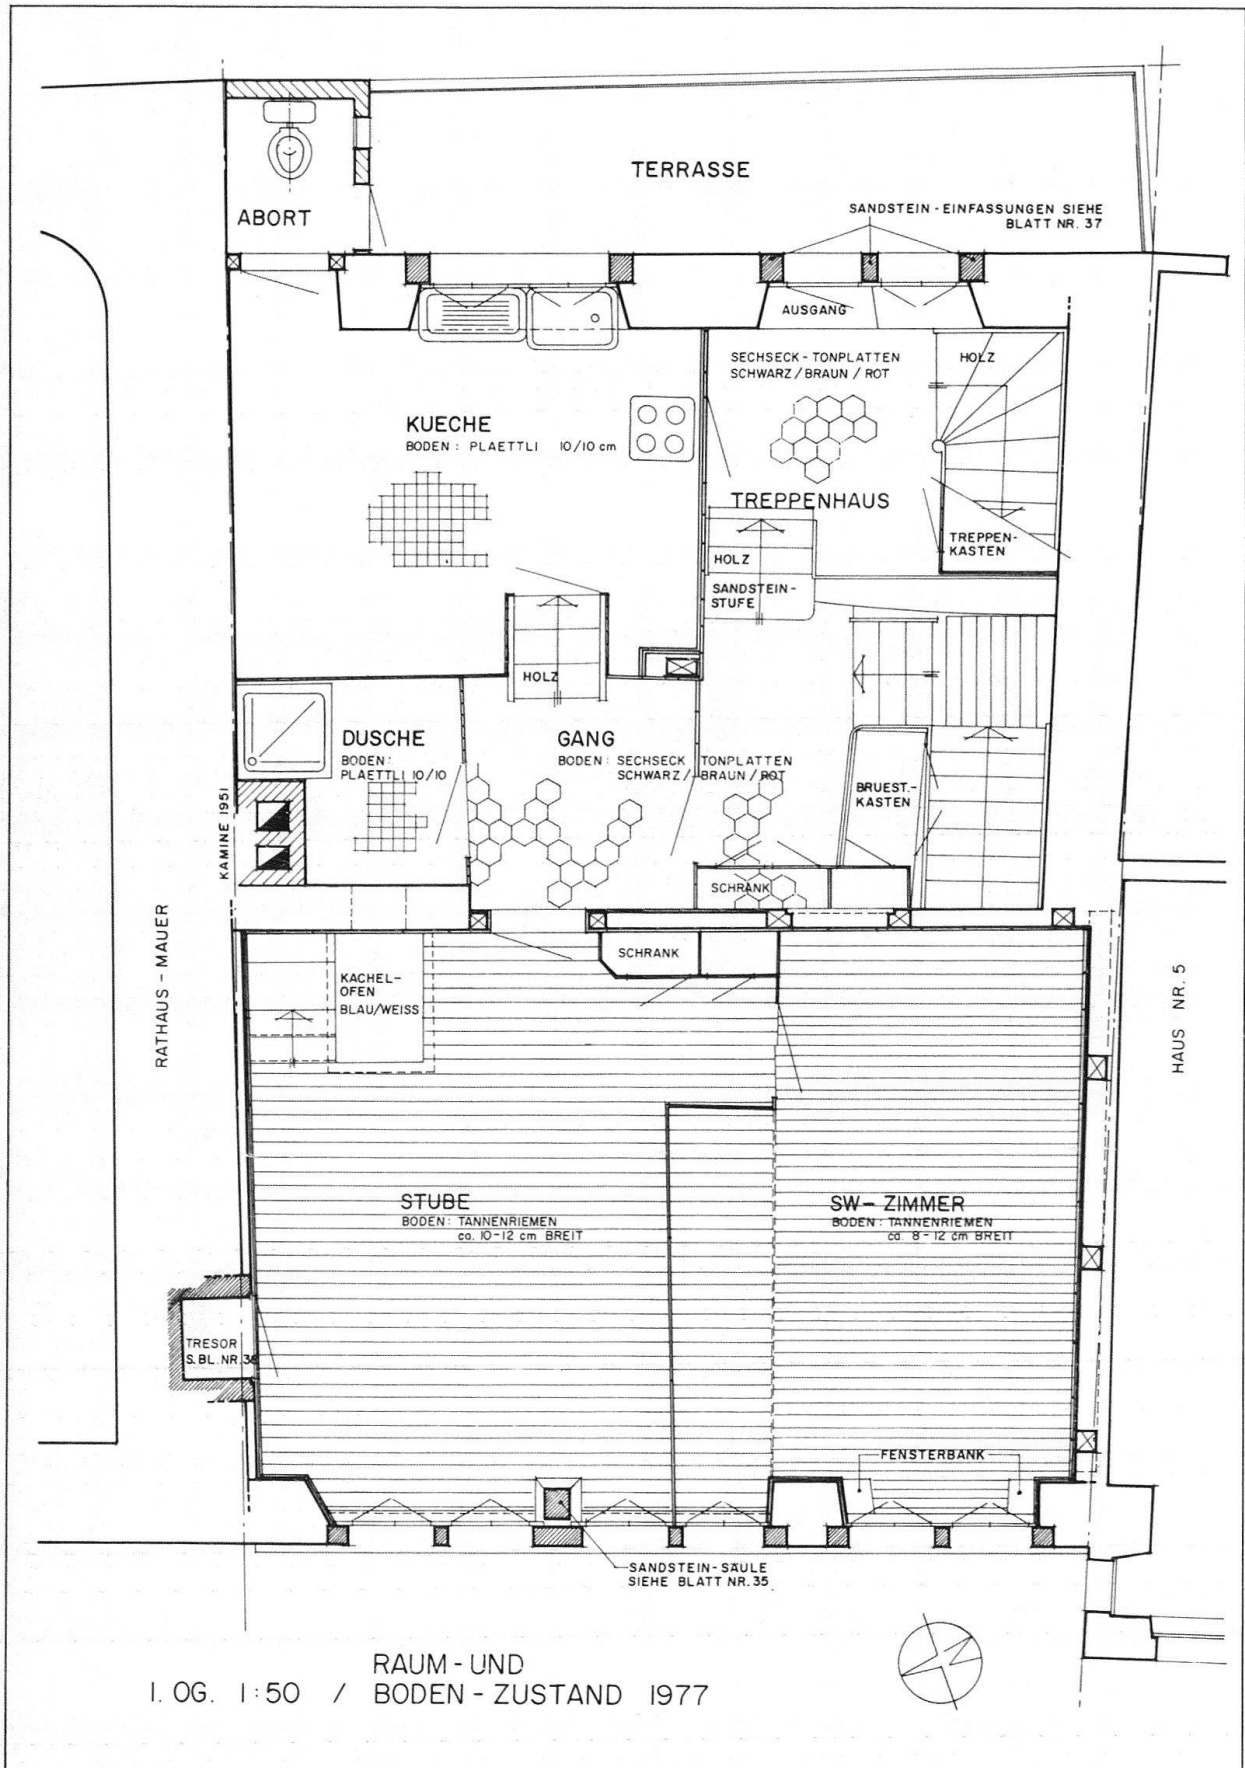 TERRASSE
SANDSTEIN-EINFASSUNGEN SIEHE
BLATT NR. 37
ABORT
AUSGANG
SECHSECK-TONPLATTEN
SCHWARZ/BRAUN/ROT
HOLZ
KUECHE
BODEN: PLAETTLI 10/10 cm
TREPPENHAUS
TREPPEN-
KASTEN
HOLZ
SANDSTEIN-
STUFE
HOLZ
DUSCHE
BODEN:
PLAETTLI 10/10
GANG
BODEN: SECHSECK TONPLATTEN
SCHWARZ/BRAUN/ROT
BRUEST.-
KASTEN
KAMINE 1951
SCHRANK
SCHRANK
KACHEL-
OFEN
BLAU/WEISS
RATHAUS-MAUER
HAUS NR. 5
STUBE
BODEN: TANNENRIEMEN
ca. 10-12 cm BREIT
SW-ZIMMER
BODEN: TANNENRIEMEN
ca. 8-12 cm BREIT
TRESOR
S. BL. NR.
FENSTERBANK
SANDSTEIN-SÄULE
SIEHE BLATT NR. 35
N
RAUM-UND
1. OG. 1:50 / BODEN-ZUSTAND 1977